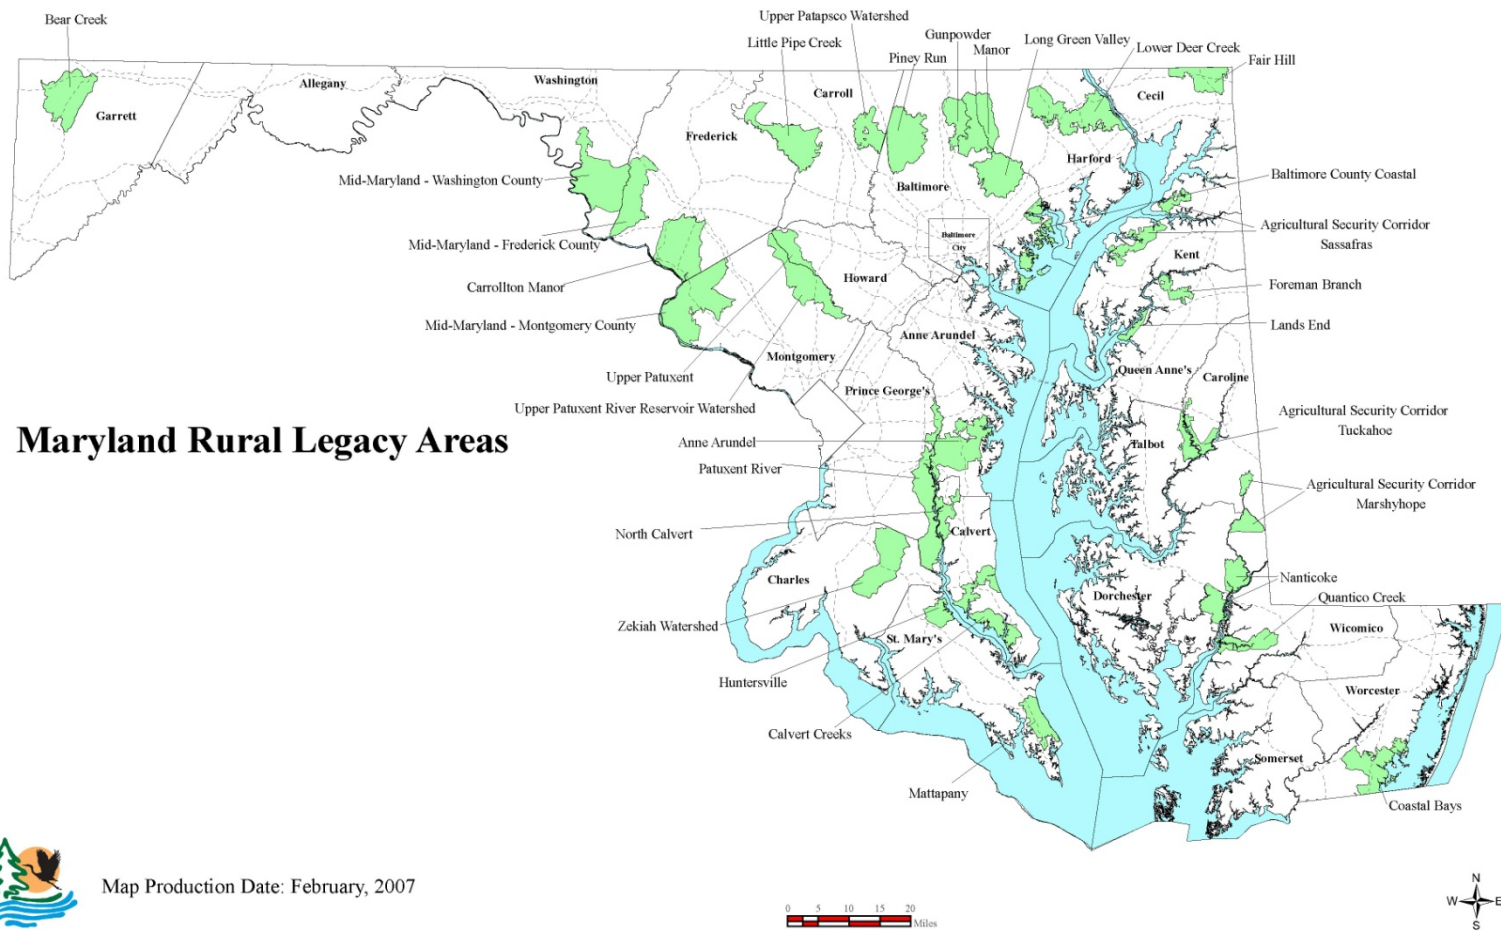 Bear Creek
Upper Patapsco Watershed
Little Pipe Creek
Gunpowder
Piney Run
Manor
Long Green Valley
Lower Deer Creek
Fair Hill
Garrett
Allegany
Washington
Frederick
Carroll
Baltimore
Harford
Cecil
Mid-Maryland - Washington County
Baltimore County Coastal
Mid-Maryland - Frederick County
Baltimore
City
Agricultural Security Corridor
Sassafras
Kent
Carrollton Manor
Howard
Foreman Branch
Mid-Maryland - Montgomery County
Anne Arundel
Lands End
Montgomery
Upper Patuxent
Prince George's
Queen Anne's
Caroline
Upper Patuxent River Reservoir Watershed
Agricultural Security Corridor
Tuckahoe
Maryland Rural Legacy Areas
Anne Arundel
Talbot
Patuxent River
Agricultural Security Corridor
Marshyhope
North Calvert
Calvert
Charles
Dorchester
Nanticoke
Quantico Creek
Zekiah Watershed
St. Mary's
Wicomico
Huntersville
Worcester
Calvert Creeks
Somerset
Mattapany
Coastal Bays
Map Production Date: February, 2007
0 5 10 15 20
Miles
N
W E
S